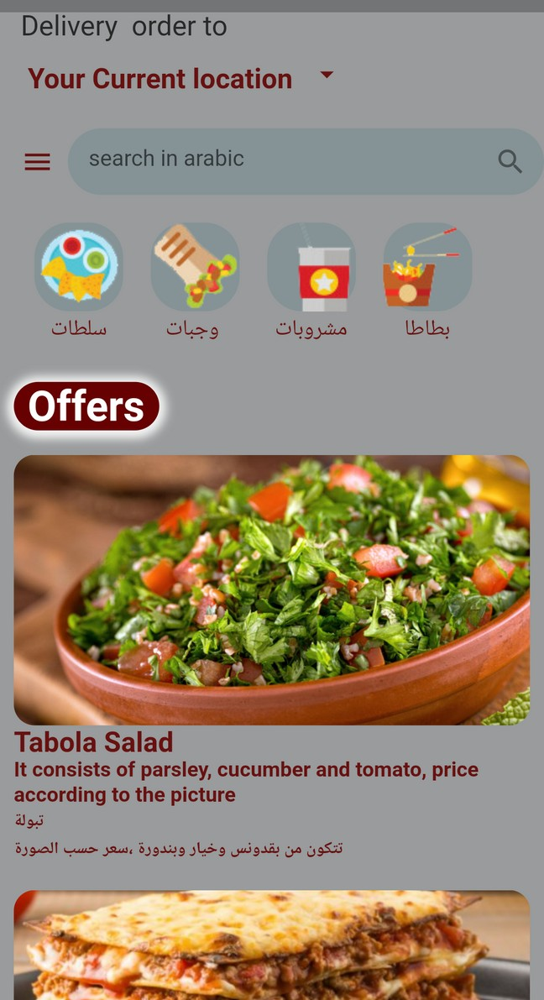 Delivery order to
Your Current location
search in arabic
سلطات
وجبات
مشروبات
بطاطا
Offers
Tabola Salad
It consists of parsley, cucumber and tomato, price
according to the picture
تبولة
تتكون من بقدونس وخيار وبندورة ،سعر حسب الصورة